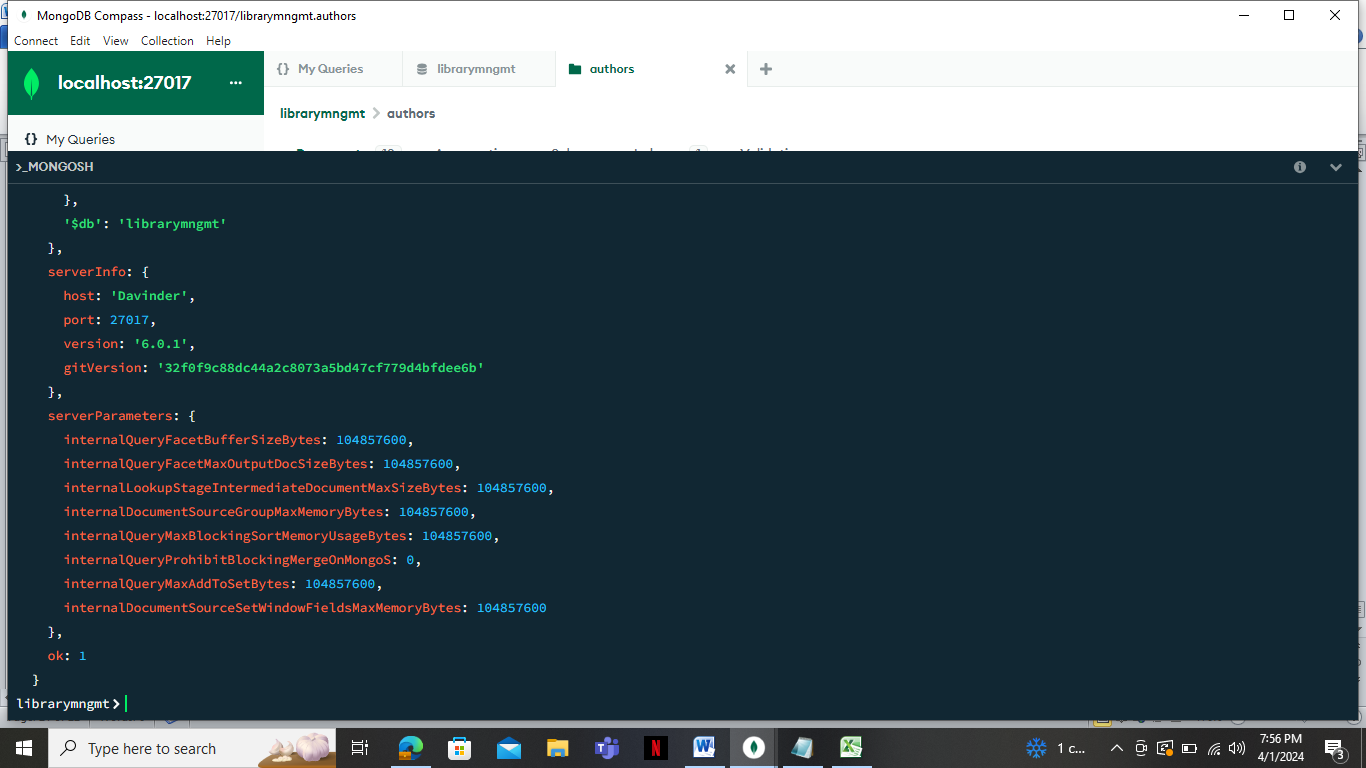 MongoDB Compass - localhost:27017/librarymngmt.authors
Connect Edit View Collection Help
localhost:27017 ...
{} My Queries
librarymngmt
authors
librarymngmt > authors
{} My Queries
>_MONGOSH
},
'$db': 'librarymngmt'
},
serverInfo: {
host: 'Davinder',
port: 27017,
version: '6.0.1',
gitVersion: '32f0f9c88dc44a2c8073a5bd47cf779d4bfdee6b'
},
serverParameters: {
internalQueryFacetBufferSizeBytes: 104857600,
internalQueryFacetMaxOutputDocSizeBytes: 104857600,
internalLookupStageIntermediateDocumentMaxSizeBytes: 104857600,
internalDocumentSourceGroupMaxMemoryBytes: 104857600,
internalQueryMaxBlockingSortMemoryUsageBytes: 104857600,
internalQueryProhibitBlockingMergeOnMongoS: 0,
internalQueryMaxAddToSetBytes: 104857600,
internalDocumentSourceSetWindowFieldsMaxMemoryBytes: 104857600
},
ok: 1
}
librarymngmt>
Type here to search
1 c...
7:56 PM
4/1/2024
3